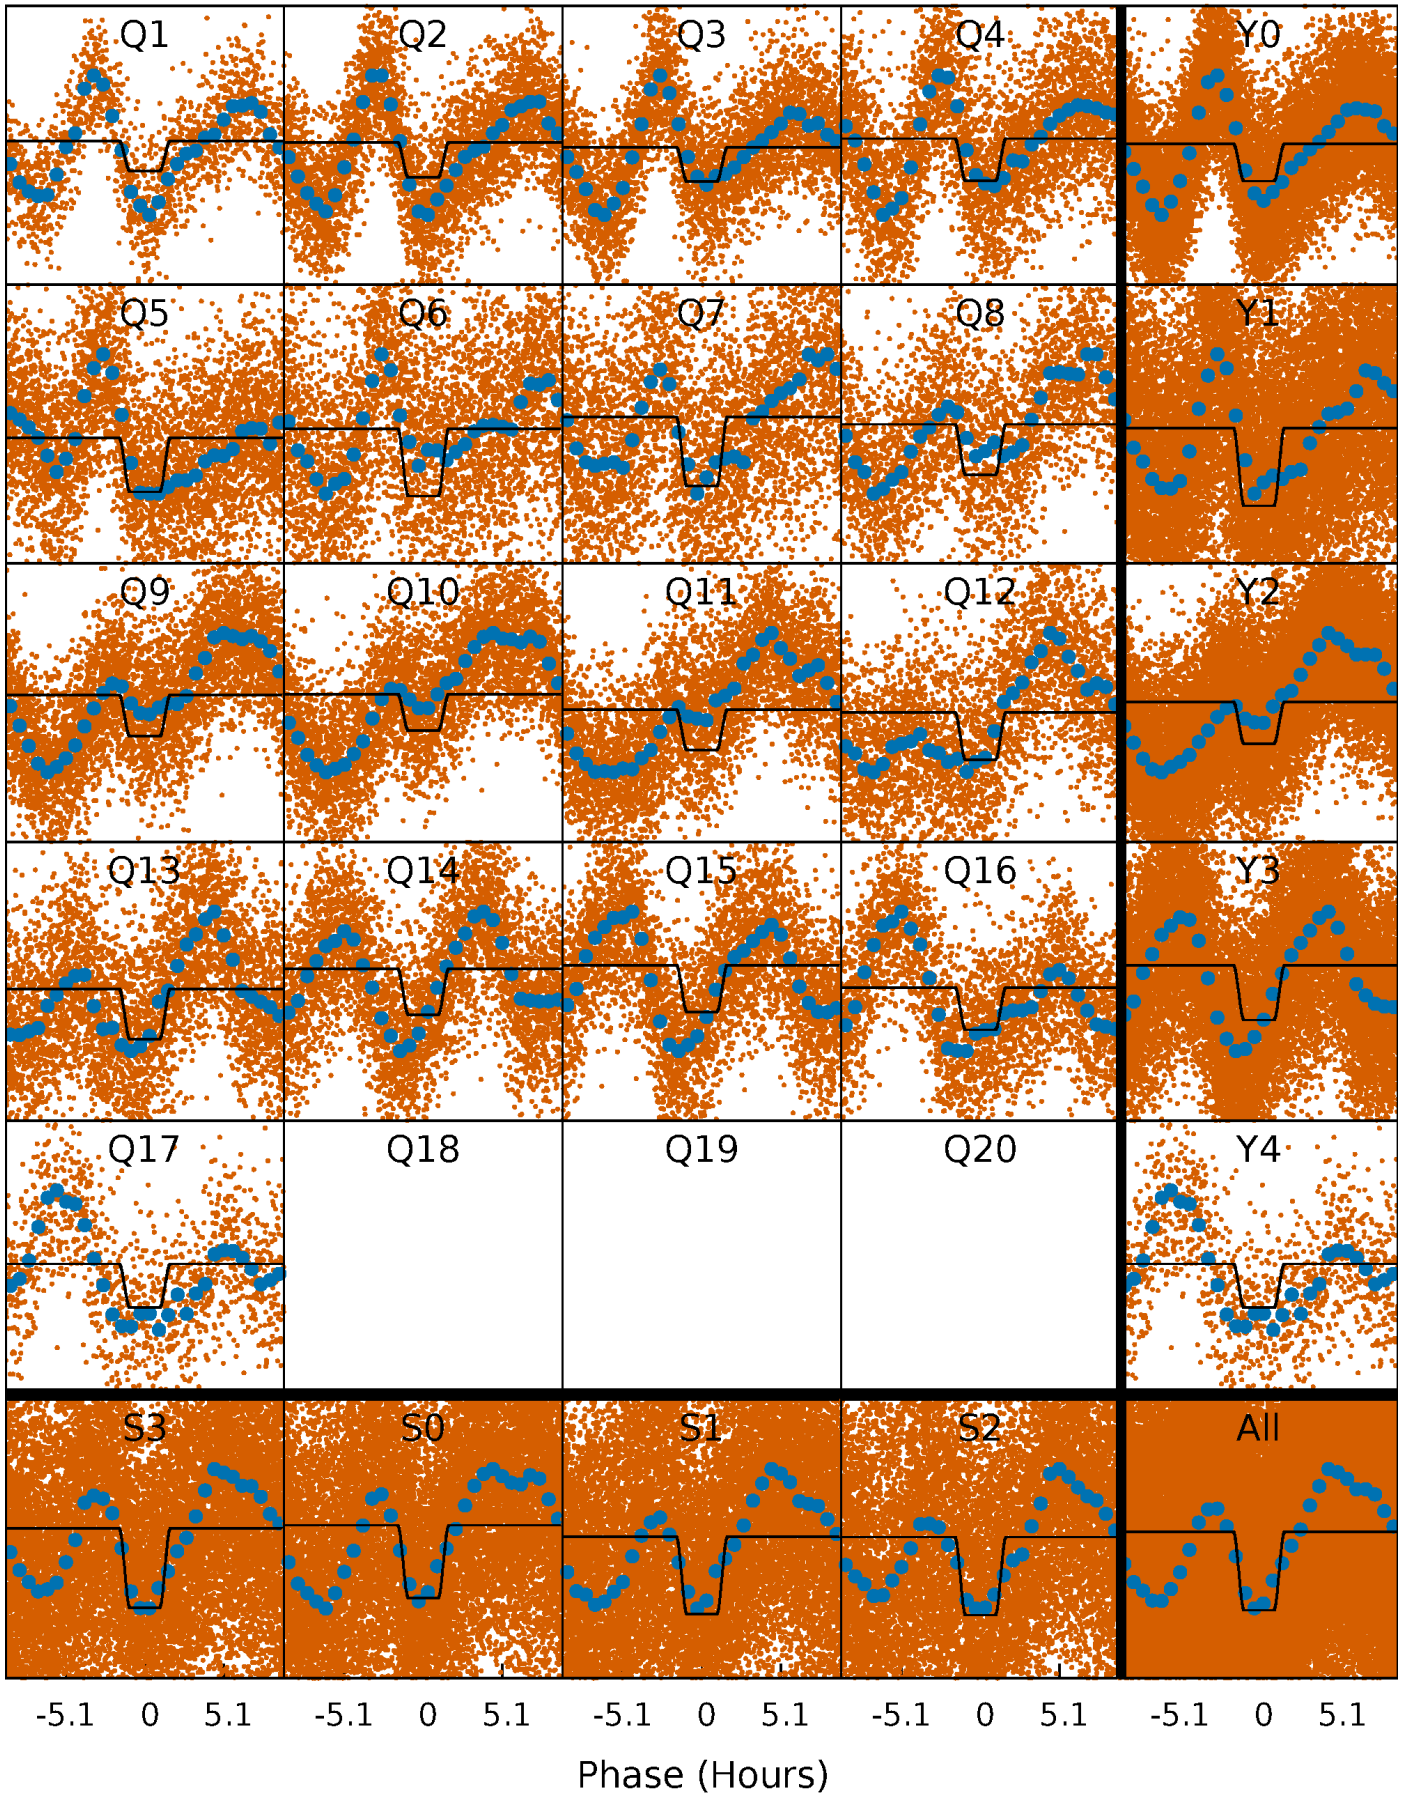 Q1 Q2 Q3 Q4 Y0
Q5 Q6 Q7 Q8 Y1
Q9 Q10 Q11 Q12 Y2
Q13 Q14 Q15 Q16 Y3
Q17 Q18 Q19 Q20 Y4
S3 S0 S1 S2 All
-5.1 0 5.1 -5.1 0 5.1 -5.1 0 5.1 -5.1 0 5.1 -5.1 0 5.1
Phase (Hours)